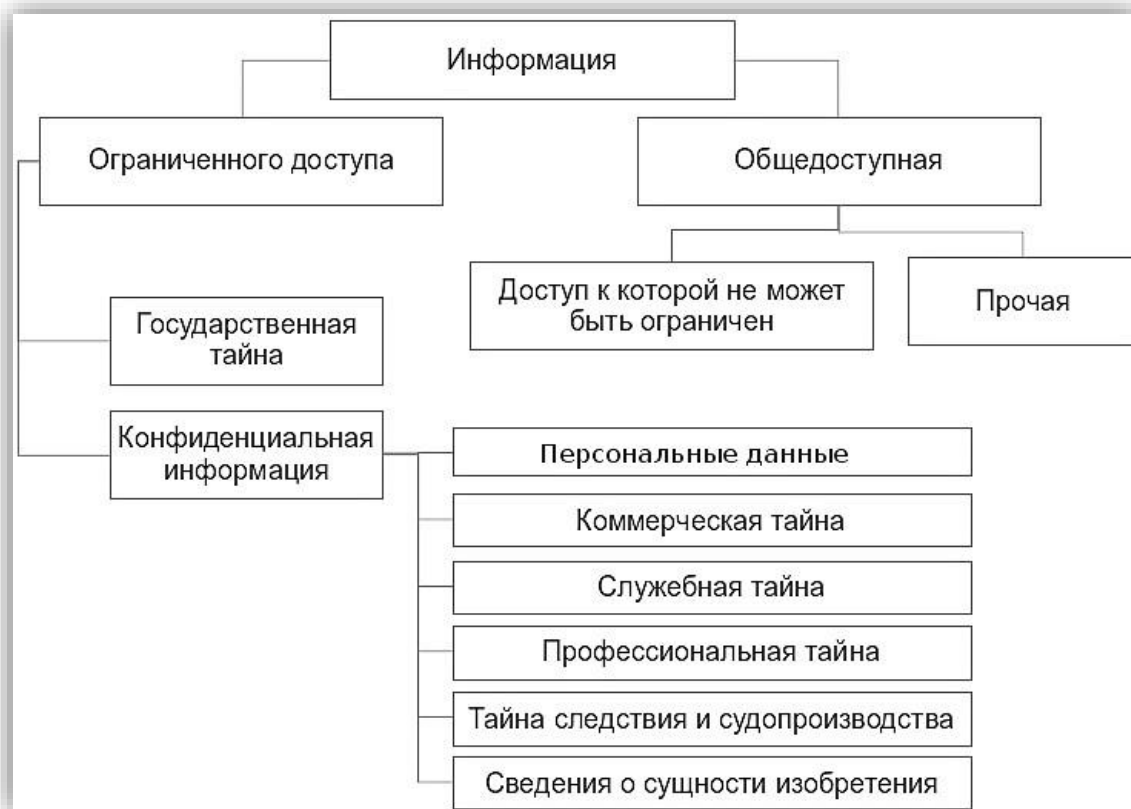 Информация
Ограниченного доступа
Общедоступная
Доступ к которой не может
быть ограничен
Прочая
Государственная
тайна
Конфиденциальная
информация
Персональные данные
Коммерческая тайна
Служебная тайна
Профессиональная тайна
Тайна следствия и судопроизводства
Сведения о сущности изобретения